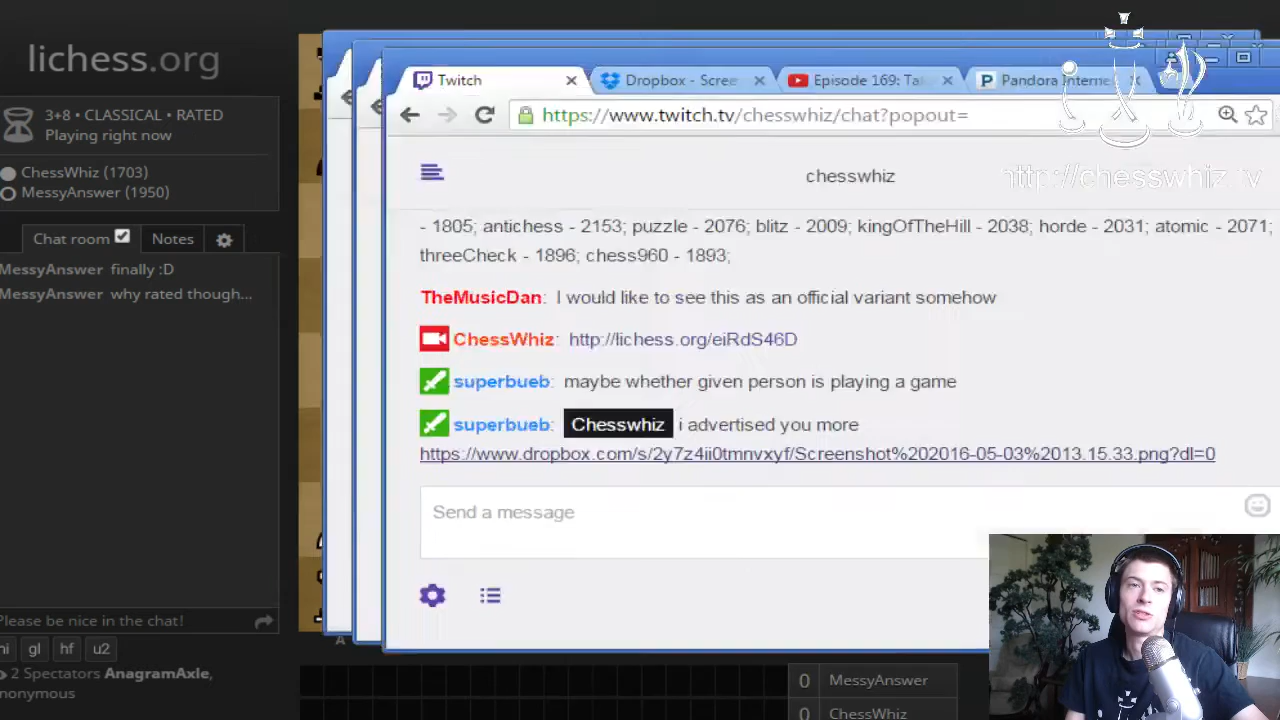 lichess.org
3+8 • CLASSICAL • RATED
Playing right now
ChessWhiz (1703)
MessyAnswer (1950)
Chat room
Notes
MessyAnswer finally :D
MessyAnswer why rated though...
Please be nice in the chat!
hi
gl
hf
u2
2 Spectators AnagramAxle,
nonymous
Twitch
Dropbox - Scree
Episode 169: Tal
Pandora Interne
https://www.twitch.tv/chesswhiz/chat?popout=
chesswhiz
http://chesswhiz.tv
- 1805; antichess - 2153; puzzle - 2076; blitz - 2009; kingOfTheHill - 2038; horde - 2031; atomic - 2071;
threeCheck - 1896; chess960 - 1893;
TheMusicDan: I would like to see this as an official variant somehow
ChessWhiz: http://lichess.org/eiRdS46D
superbueb: maybe whether given person is playing a game
superbueb: Chesswhiz i advertised you more
https://www.dropbox.com/s/2y7z4ii0tmnvxyf/Screenshot%202016-05-03%2013.15.33.png?dl=0
Send a message
A
0 MessyAnswer
0 ChessWhiz